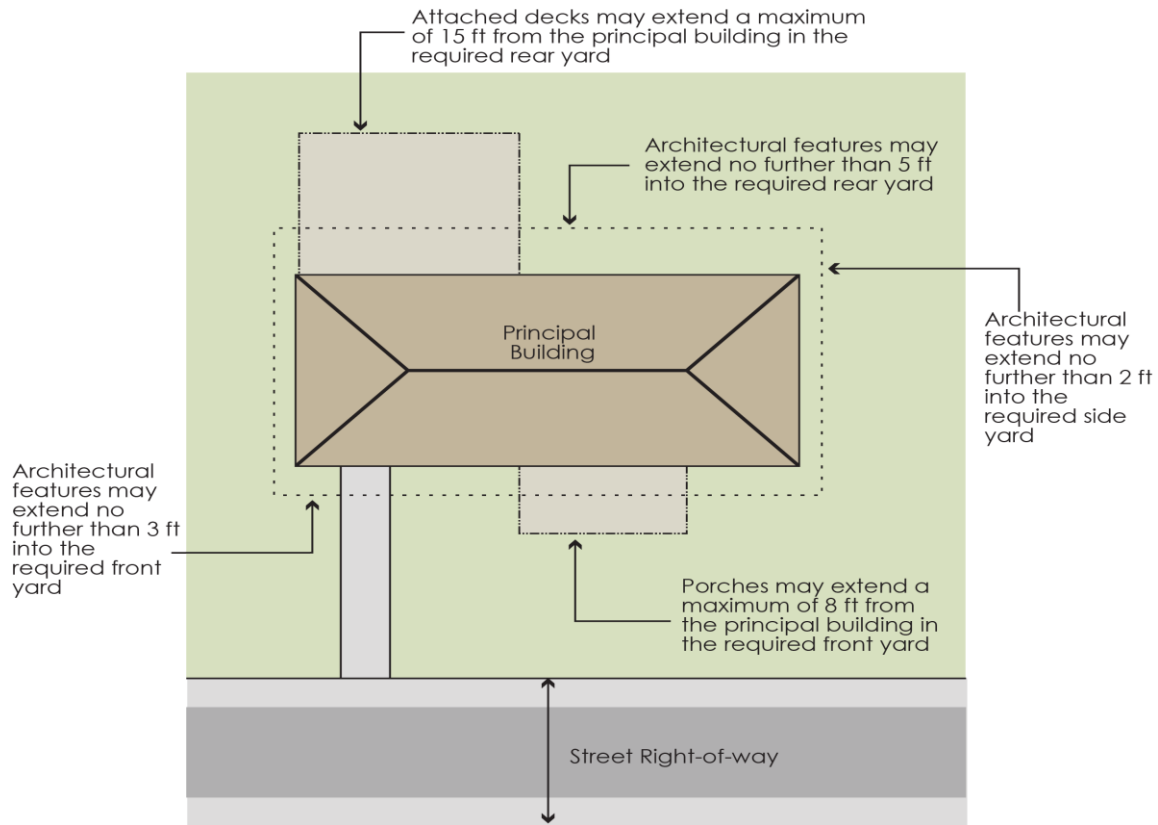 Attached decks may extend a maximum
of 15 ft from the principal building in the
required rear yard
Architectural features may
extend no further than 5 ft
into the required rear yard
Principal
Building
Architectural
features may
extend no
further than 2 ft
into the
required side
yard
Architectural
features may
extend no
further than 3 ft
into the
required front
yard
Porches may extend a
maximum of 8 ft from
the principal building in
the required front yard
Street Right-of-way